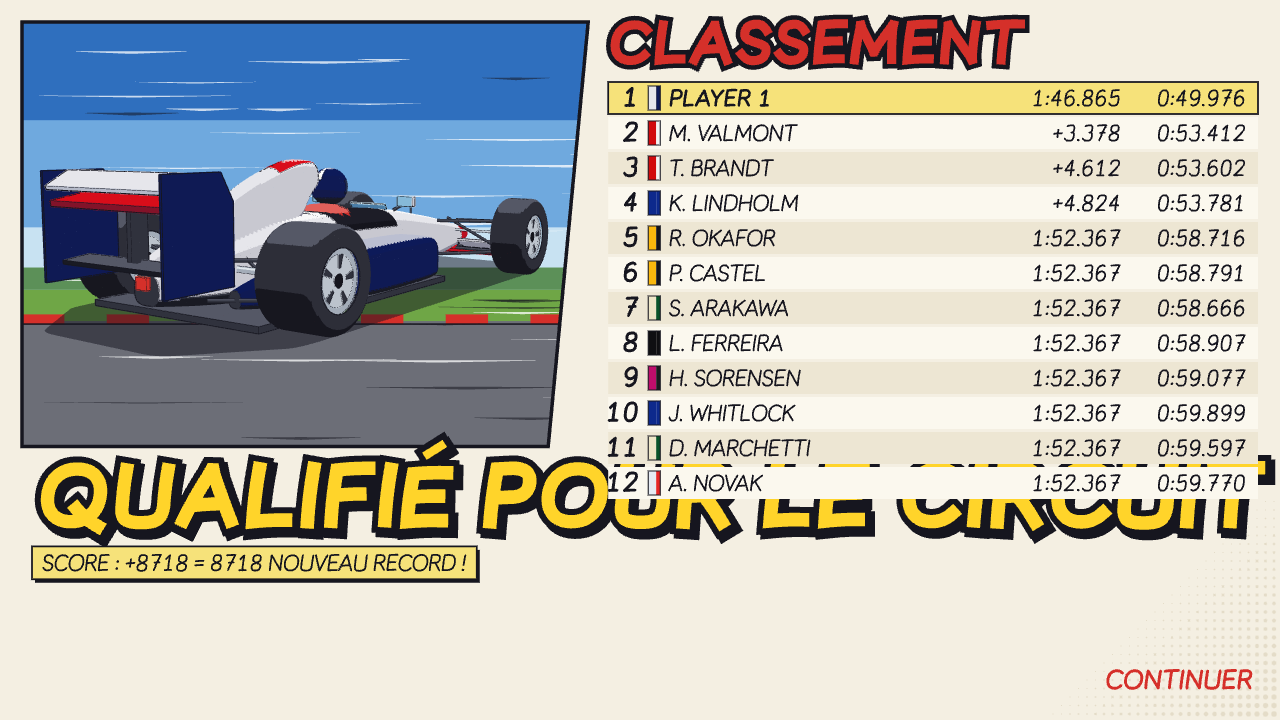 CLASSEMENT
1 PLAYER 1 1:46.865 0:49.976
2 M. VALMONT +3.378 0:53.412
3 T. BRANDT +4.612 0:53.602
4 K. LINDHOLM +4.824 0:53.781
5 R. OKAFOR 1:52.367 0:58.716
6 P. CASTEL 1:52.367 0:58.791
7 S. ARAKAWA 1:52.367 0:58.666
8 L. FERREIRA 1:52.367 0:58.907
9 H. SORENSEN 1:52.367 0:59.077
10 J. WHITLOCK 1:52.367 0:59.899
11 D. MARCHETTI 1:52.367 0:59.597
12 A. NOVAK 1:52.367 0:59.770
QUALIFIÉ POUR LE CIRCUIT
SCORE : +8718 = 8718 NOUVEAU RECORD !
CONTINUER